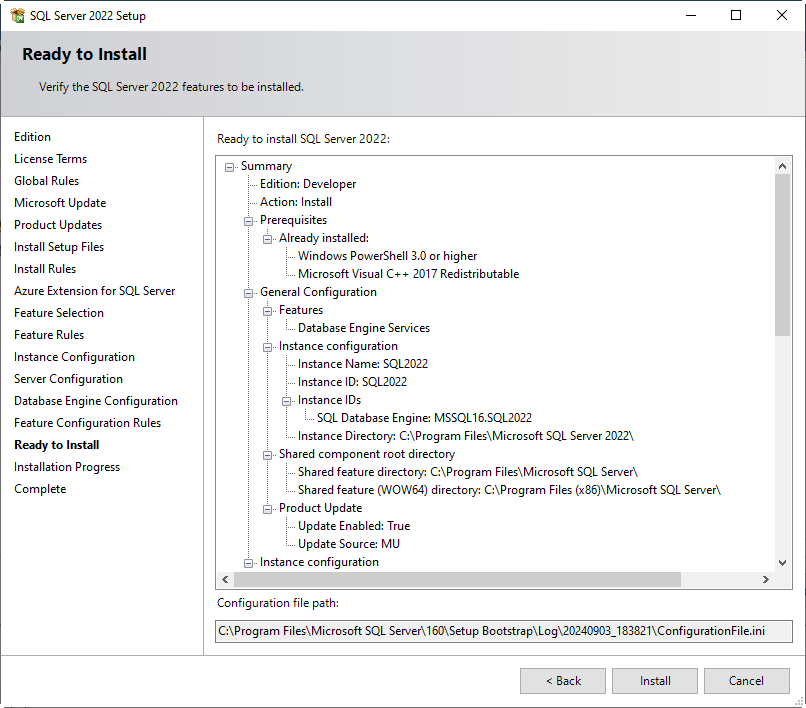 SQL Server 2022 Setup
Ready to Install
Verify the SQL Server 2022 features to be installed.
Edition
License Terms
Global Rules
Microsoft Update
Product Updates
Install Setup Files
Install Rules
Azure Extension for SQL Server
Feature Selection
Feature Rules
Instance Configuration
Server Configuration
Database Engine Configuration
Feature Configuration Rules
Ready to Install
Installation Progress
Complete
Ready to install SQL Server 2022:
Summary
Edition: Developer
Action: Install
Prerequisites
Already installed:
Windows PowerShell 3.0 or higher
Microsoft Visual C++ 2017 Redistributable
General Configuration
Features
Database Engine Services
Instance configuration
Instance Name: SQL2022
Instance ID: SQL2022
Instance IDs
SQL Database Engine: MSSQL16.SQL2022
Instance Directory: C:\Program Files\Microsoft SQL Server 2022\
Shared component root directory
Shared feature directory: C:\Program Files\Microsoft SQL Server\
Shared feature (WOW64) directory: C:\Program Files (x86)\Microsoft SQL Server\
Product Update
Update Enabled: True
Update Source: MU
Instance configuration
Configuration file path:
C:\Program Files\Microsoft SQL Server\160\Setup Bootstrap\Log\20240903_183821\ConfigurationFile.ini
< Back
Install
Cancel